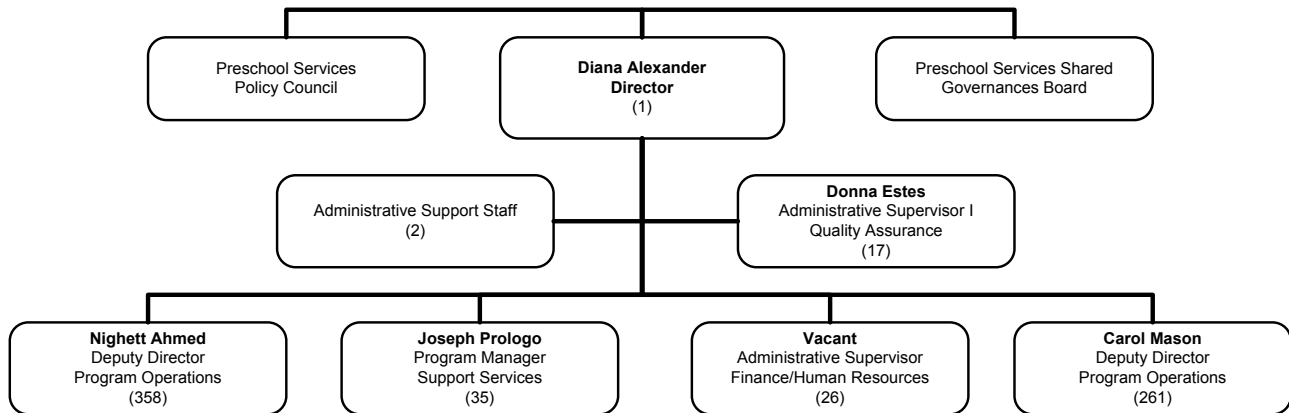 Preschool Services
Policy Council
Diana Alexander
Director
(1)
Preschool Services Shared
Governances Board
Administrative Support Staff
(2)
Donna Estes
Administrative Supervisor I
Quality Assurance
(17)
Nighett Ahmed
Deputy Director
Program Operations
(358)
Joseph Prologo
Program Manager
Support Services
(35)
Vacant
Administrative Supervisor
Finance/Human Resources
(26)
Carol Mason
Deputy Director
Program Operations
(261)